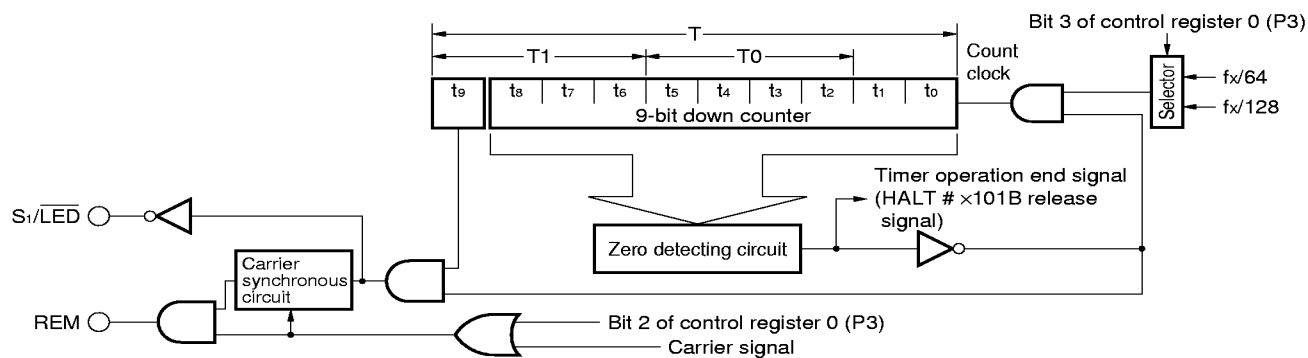 Bit 3 of control register 0 (P3)
T
T1
T0
Count
clock
t9 t8 t7 t6 t5 t4 t3 t2 t1 t0
9-bit down counter
Selector
fX/64
fX/128
Timer operation end signal
(HALT # ×101B release
signal)
S1/LED
Zero detecting circuit
Carrier
synchronous
circuit
REM
Bit 2 of control register 0 (P3)
Carrier signal